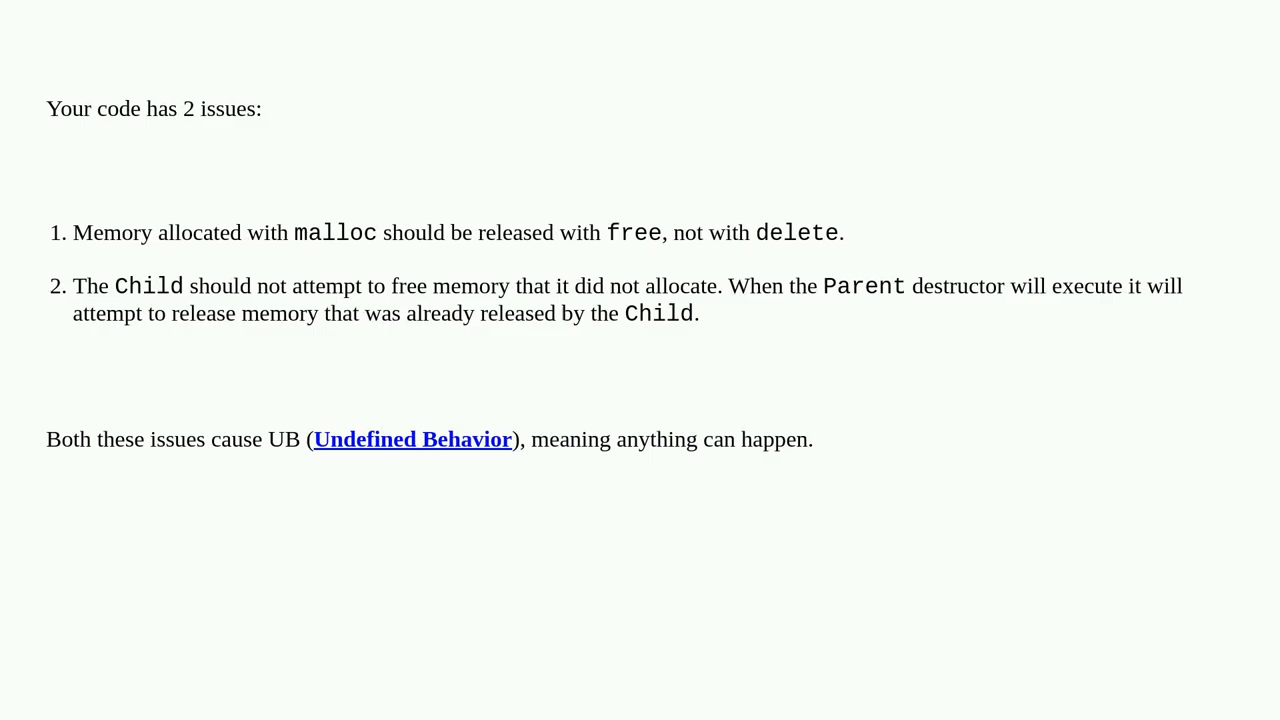 Your code has 2 issues:
1. Memory allocated with malloc should be released with free, not with delete.
2. The Child should not attempt to free memory that it did not allocate. When the Parent destructor will execute it will
attempt to release memory that was already released by the Child.
Both these issues cause UB (Undefined Behavior), meaning anything can happen.